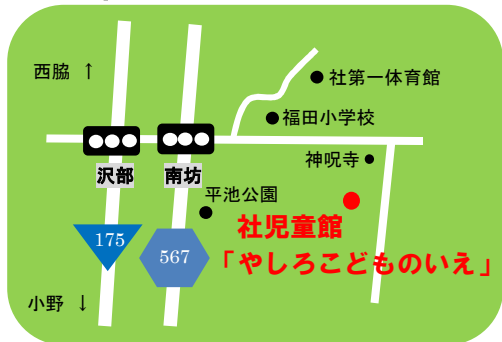 西脇 ↑
社第一体育館
福田小学校
神呪寺
沢部
南坊
平池公園
社児童館
「やしろこどものいえ」
175
567
小野 ↓